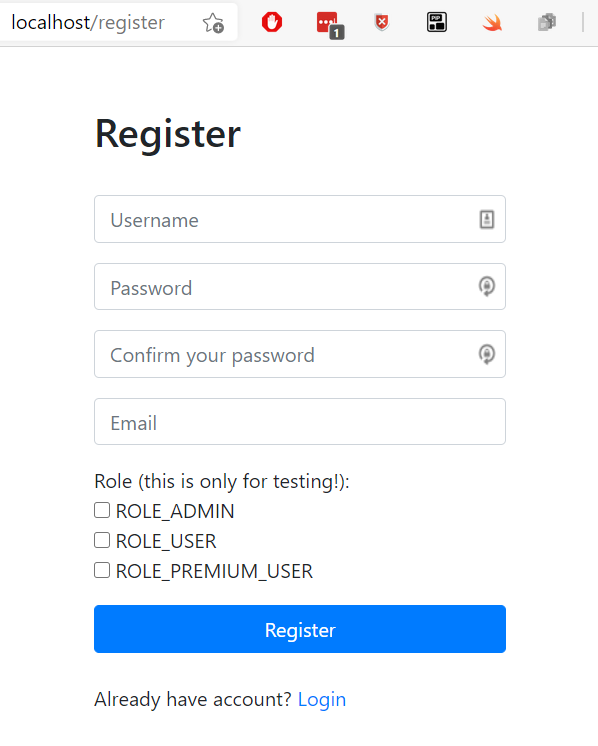 localhost/register
1
PIP
Register
Username
Password
Confirm your password
Email
Role (this is only for testing!):
ROLE_ADMIN
ROLE_USER
ROLE_PREMIUM_USER
Register
Already have account? Login